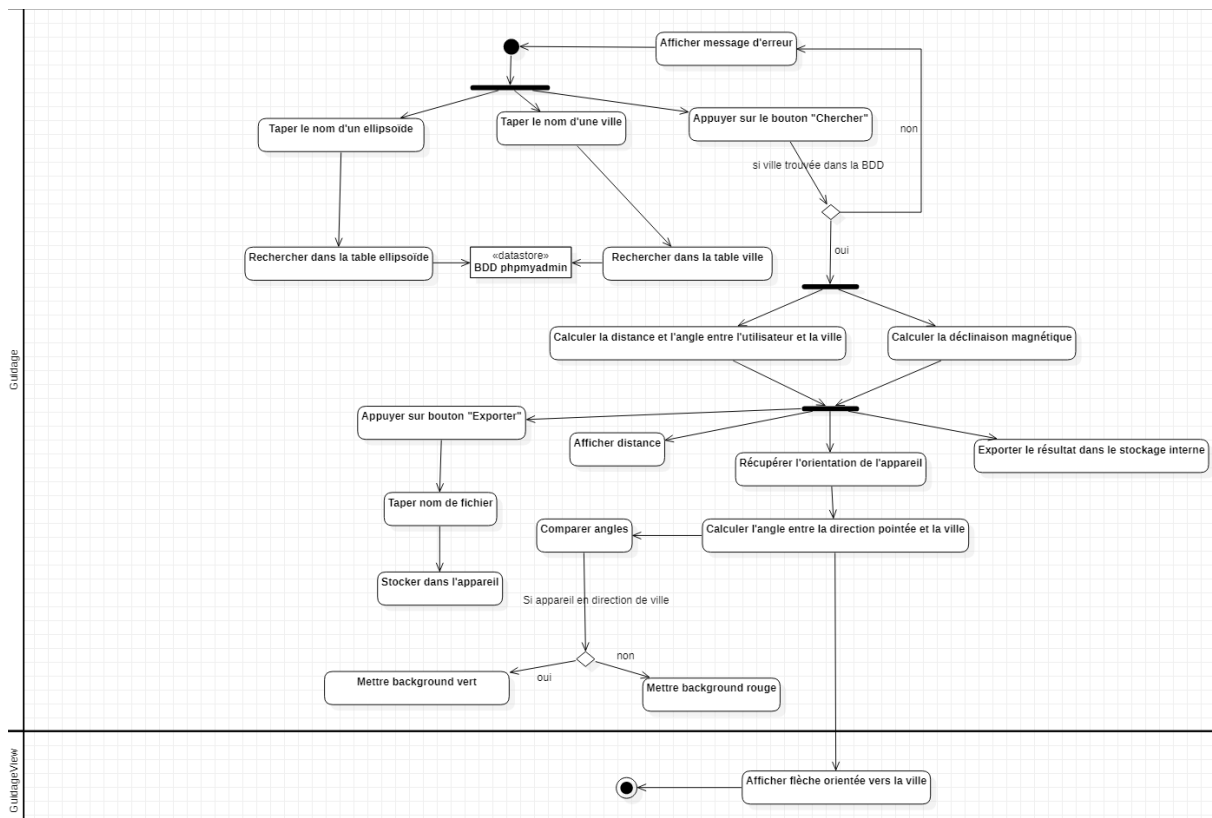 Afficher message d'erreur
Taper le nom d'un ellipsoïde
Taper le nom d'une ville
Appuyer sur le bouton "Chercher"
non
si ville trouvée dans la BDD
Rechercher dans la table ellipsoïde
«datastore»
BDD phpmyadmin
Rechercher dans la table ville
oui
Calculer la distance et l'angle entre l'utilisateur et la ville
Calculer la déclinaison magnétique
Guidage
Appuyer sur bouton "Exporter"
Afficher distance
Récupérer l'orientation de l'appareil
Exporter le résultat dans le stockage interne
Taper nom de fichier
Comparer angles
Calculer l'angle entre la direction pointée et la ville
Stocker dans l'appareil
Si appareil en direction de ville
non
oui
Mettre background vert
Mettre background rouge
GuidageView
Afficher flèche orientée vers la ville